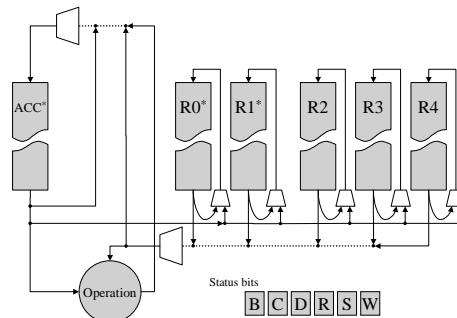 ACC* R0* R1* R2 R3 R4
Operation
Status bits
B C D R S W